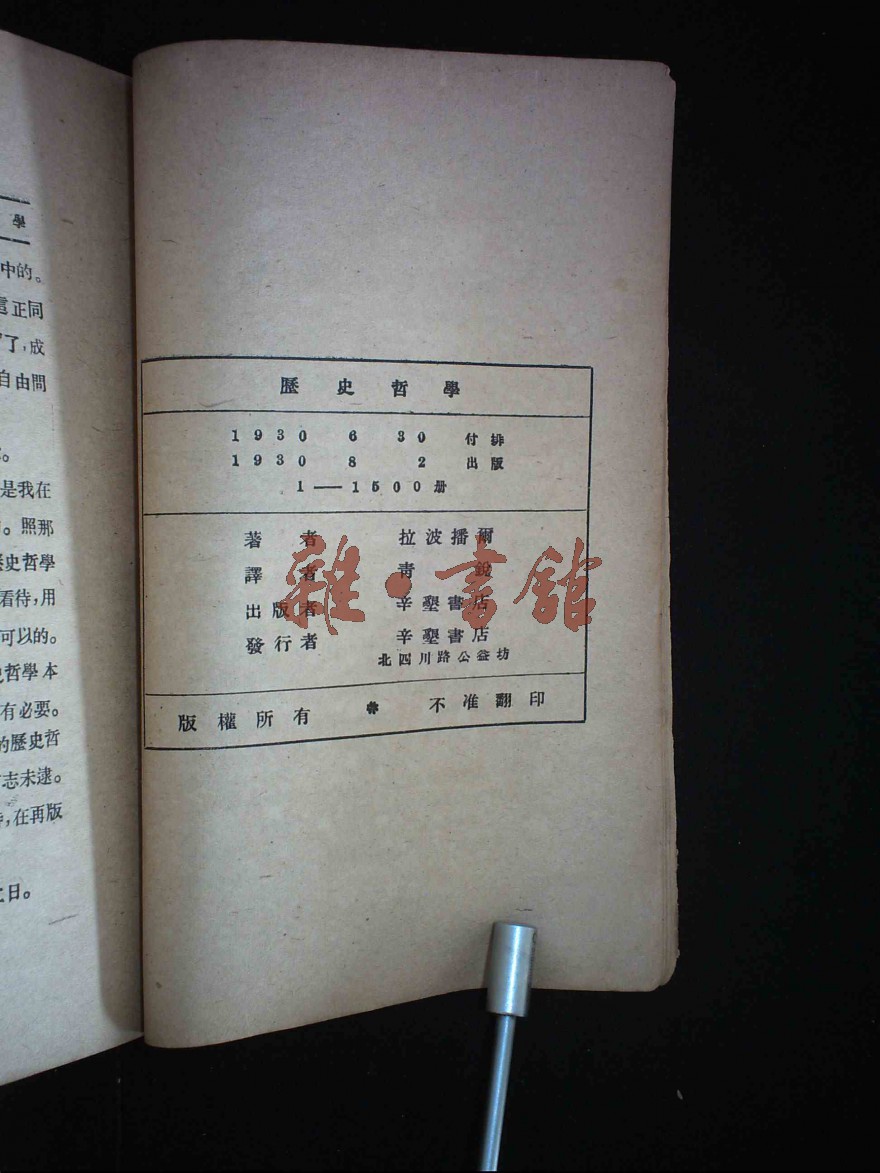 學
中的。
正同
了,成
自由間
。
是我在
。照那
史哲學
看待,用
可以的。
史哲學本
有必要。
的歷史哲
志未逮。
,在再版
日。
歷史哲學
1930 6 30 付排
1930 8 2 出版
1——1500册
著者 拉波播爾
譯者 靑銳
出版者 辛墾書店
發行者 辛墾書店
北四川路公益坊
版權所有 不准翻印
雜·書館